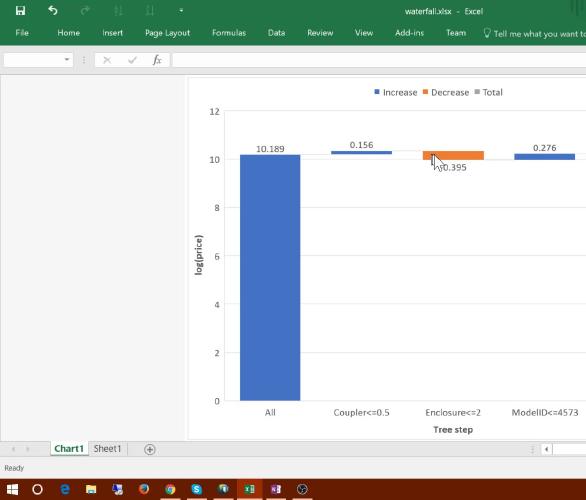 waterfall.xlsx - Excel
File Home Insert Page Layout Formulas Data Review View Add-ins Team Tell me what you want to
fx
Increase Decrease Total
12
10.189 0.156 0.395 0.276
10
8
6
4
2
0
log(price)
All Coupler<=0.5 Enclosure<=2 ModelID<=4573
Tree step
Chart1 Sheet1
Ready